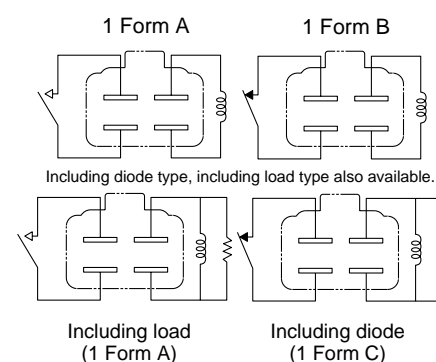 1 Form A
1 Form B
Including diode type, including load type also available.
Including load
(1 Form A)
Including diode
(1 Form C)